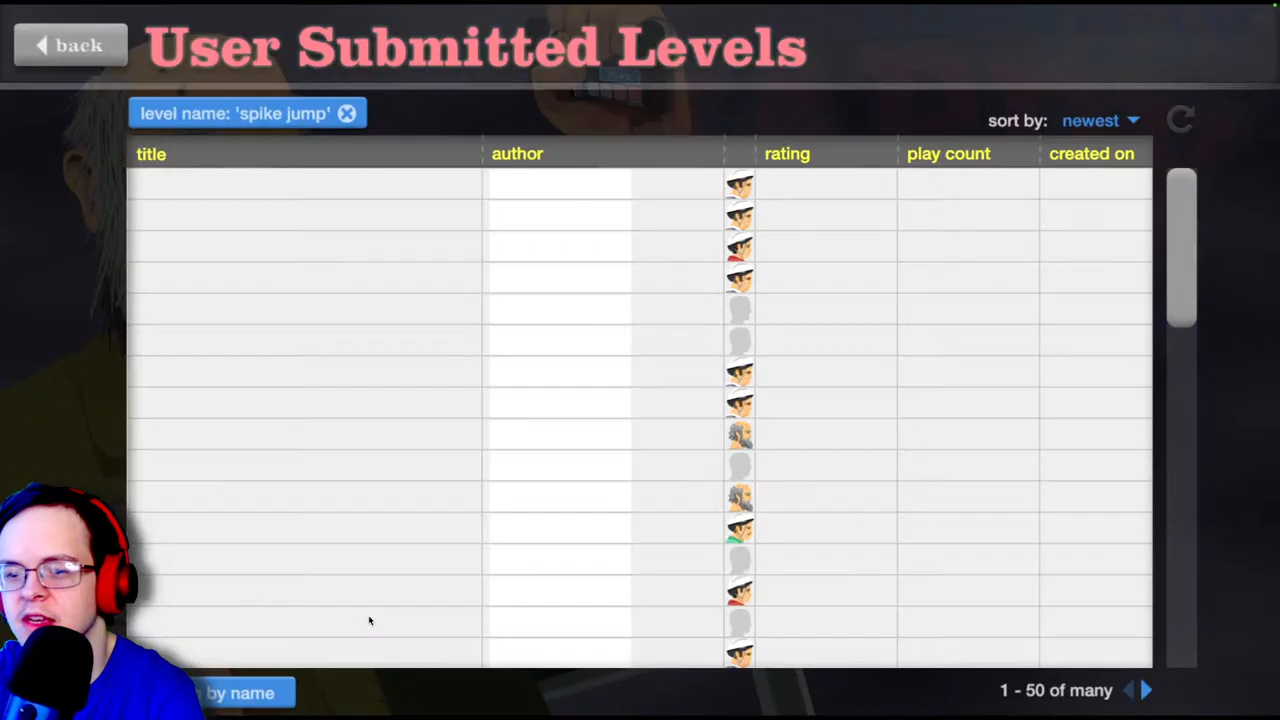 back
User Submitted Levels
level name: 'spike jump'
sort by: newest
title author rating play count created on
by name
1 - 50 of many